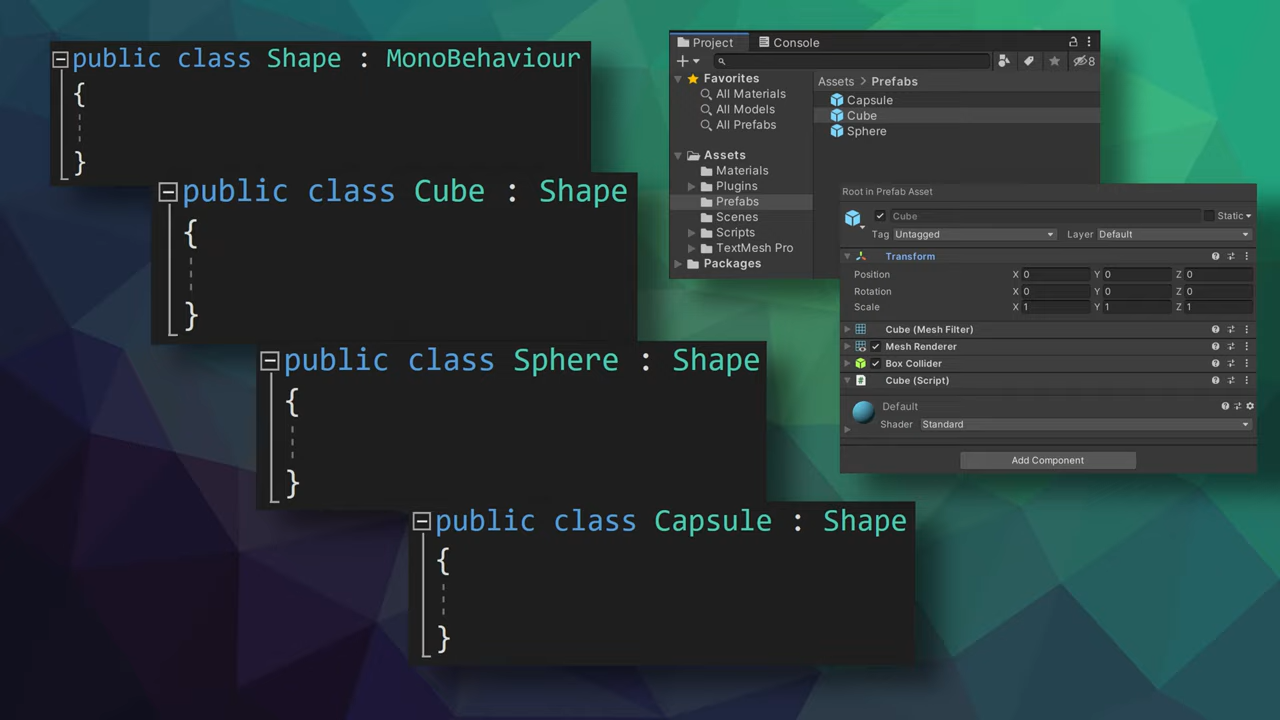 public class Shape : MonoBehaviour
{
}
public class Cube : Shape
{
}
public class Sphere : Shape
{
}
public class Capsule : Shape
{
}
Project
Console
8
Favorites
All Materials
All Models
All Prefabs
Assets
Materials
Plugins
Prefabs
Scenes
Scripts
TextMesh Pro
Packages
Assets > Prefabs
Capsule
Cube
Sphere
Root in Prefab Asset
Cube Static
Tag Untagged Layer Default
Transform
Position X 0 Y 0 Z 0
Rotation X 0 Y 0 Z 0
Scale X 1 Y 1 Z 1
Cube (Mesh Filter)
Mesh Renderer
Box Collider
# Cube (Script)
Default
Shader Standard
Add Component